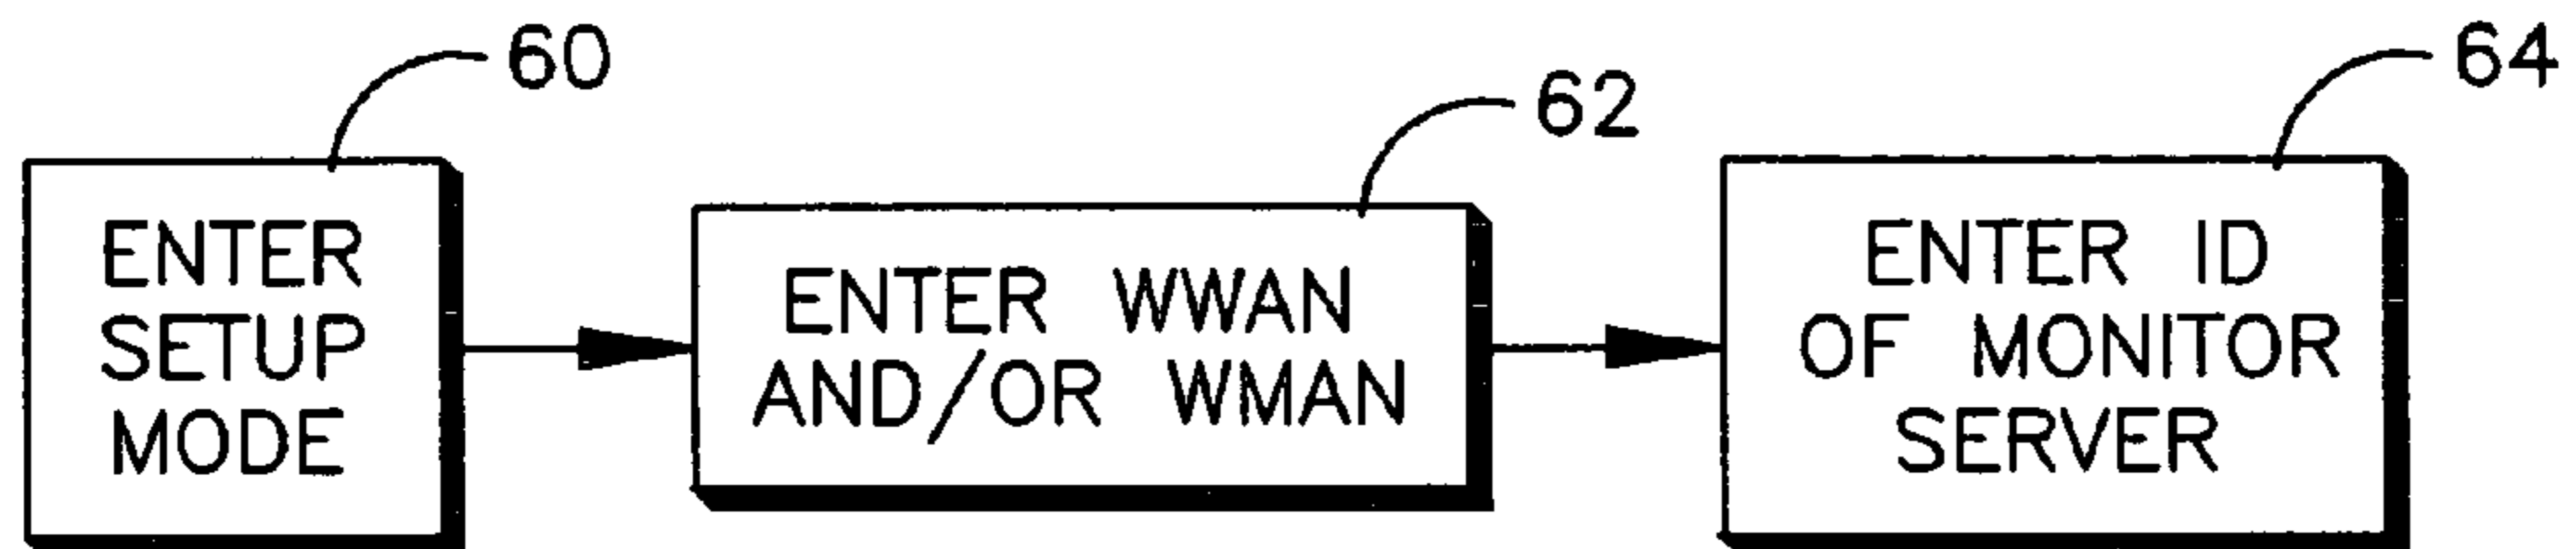 60
62
64
ENTER
SETUP
MODE
ENTER WWAN
AND/OR WMAN
ENTER ID
OF MONITOR
SERVER